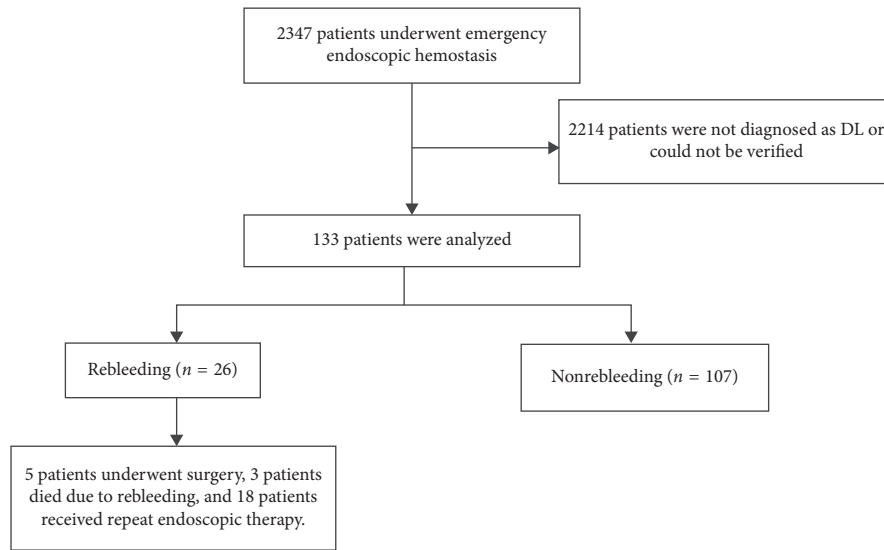 2347 patients underwent emergency
endoscopic hemostasis
2214 patients were not diagnosed as DL or
could not be verified
133 patients were analyzed
Rebleeding (n = 26)
Nonrebleeding (n = 107)
5 patients underwent surgery, 3 patients
died due to rebleeding, and 18 patients
received repeat endoscopic therapy.